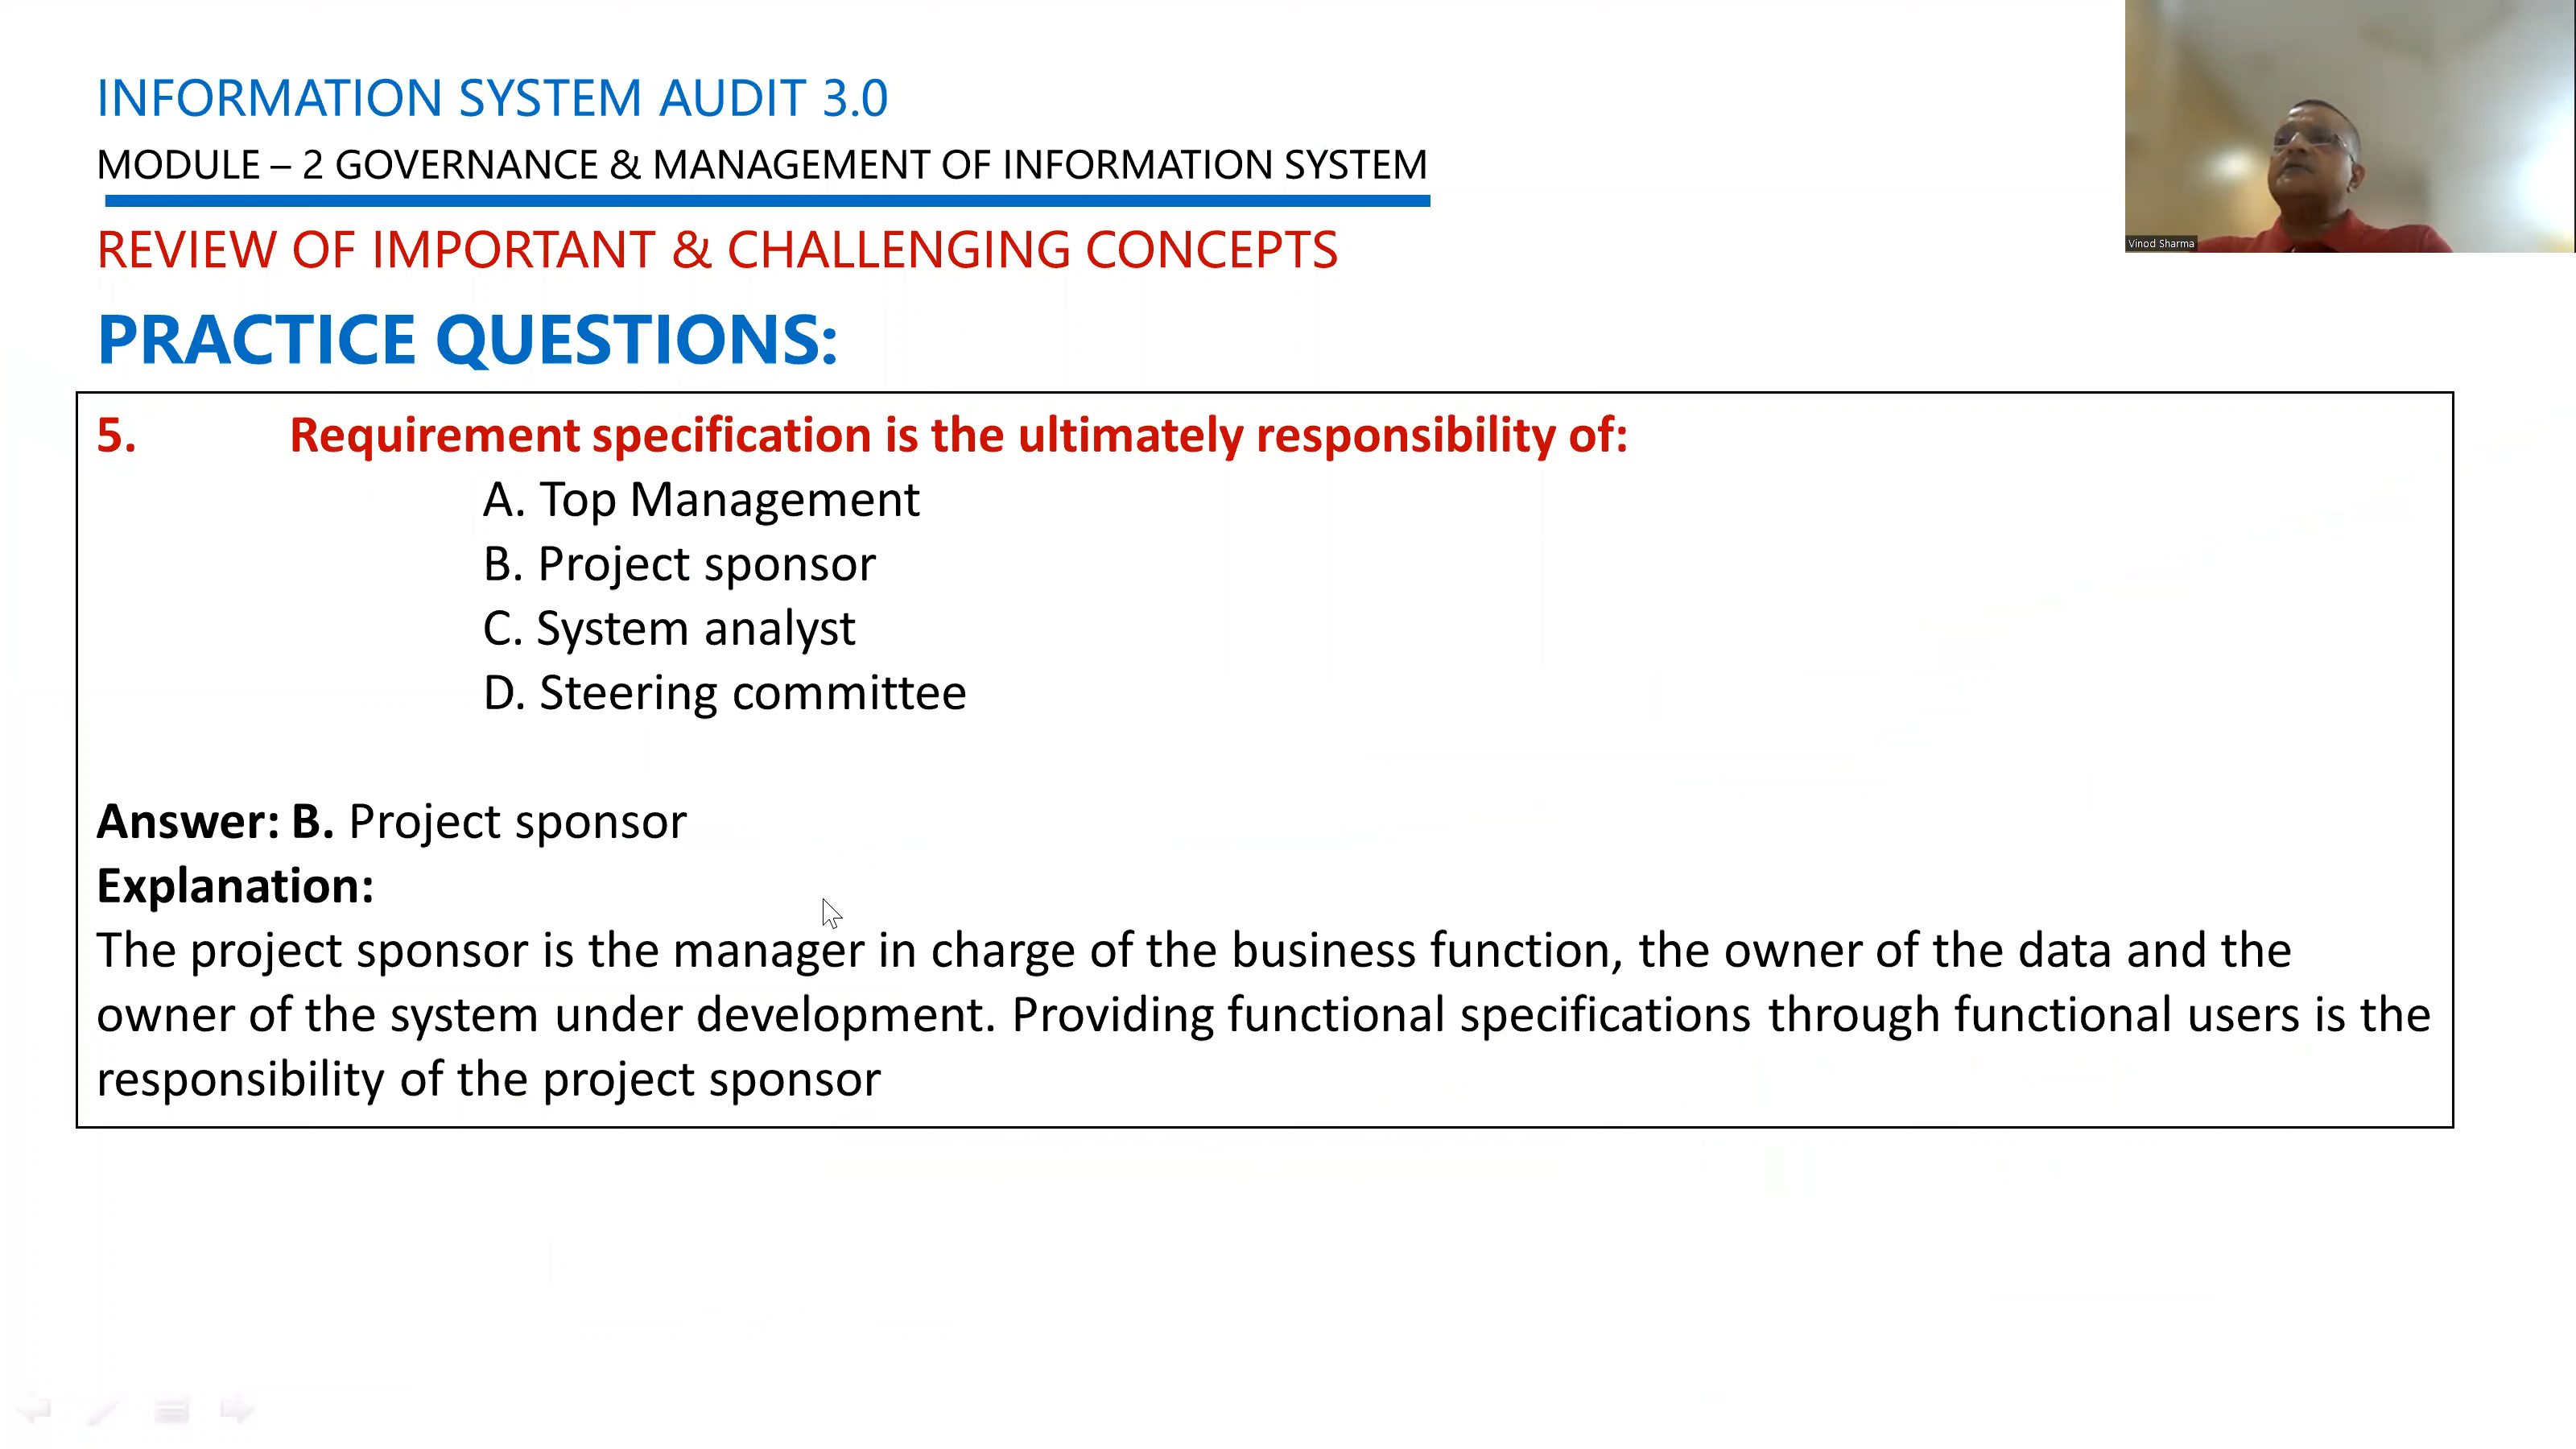 INFORMATION SYSTEM AUDIT 3.0
MODULE – 2 GOVERNANCE & MANAGEMENT OF INFORMATION SYSTEM
REVIEW OF IMPORTANT & CHALLENGING CONCEPTS
Vinod Sharma
PRACTICE QUESTIONS:
5. Requirement specification is the ultimately responsibility of:
A. Top Management
B. Project sponsor
C. System analyst
D. Steering committee
Answer: B. Project sponsor
Explanation:
The project sponsor is the manager in charge of the business function, the owner of the data and the
owner of the system under development. Providing functional specifications through functional users is the
responsibility of the project sponsor